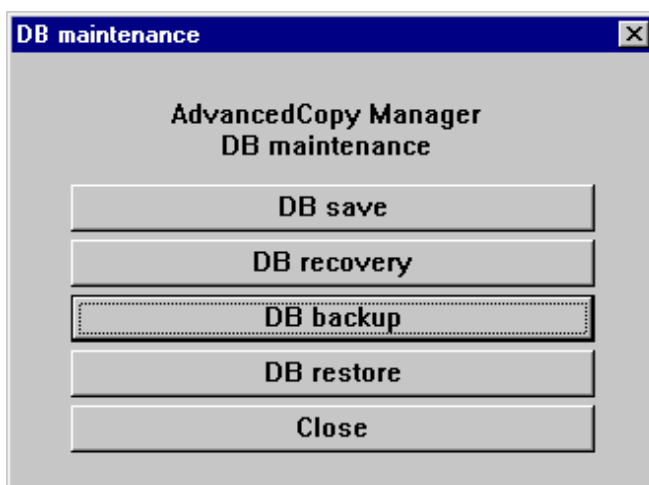 DB maintenance
AdvancedCopy Manager
DB maintenance
DB save
DB recovery
DB backup
DB restore
Close